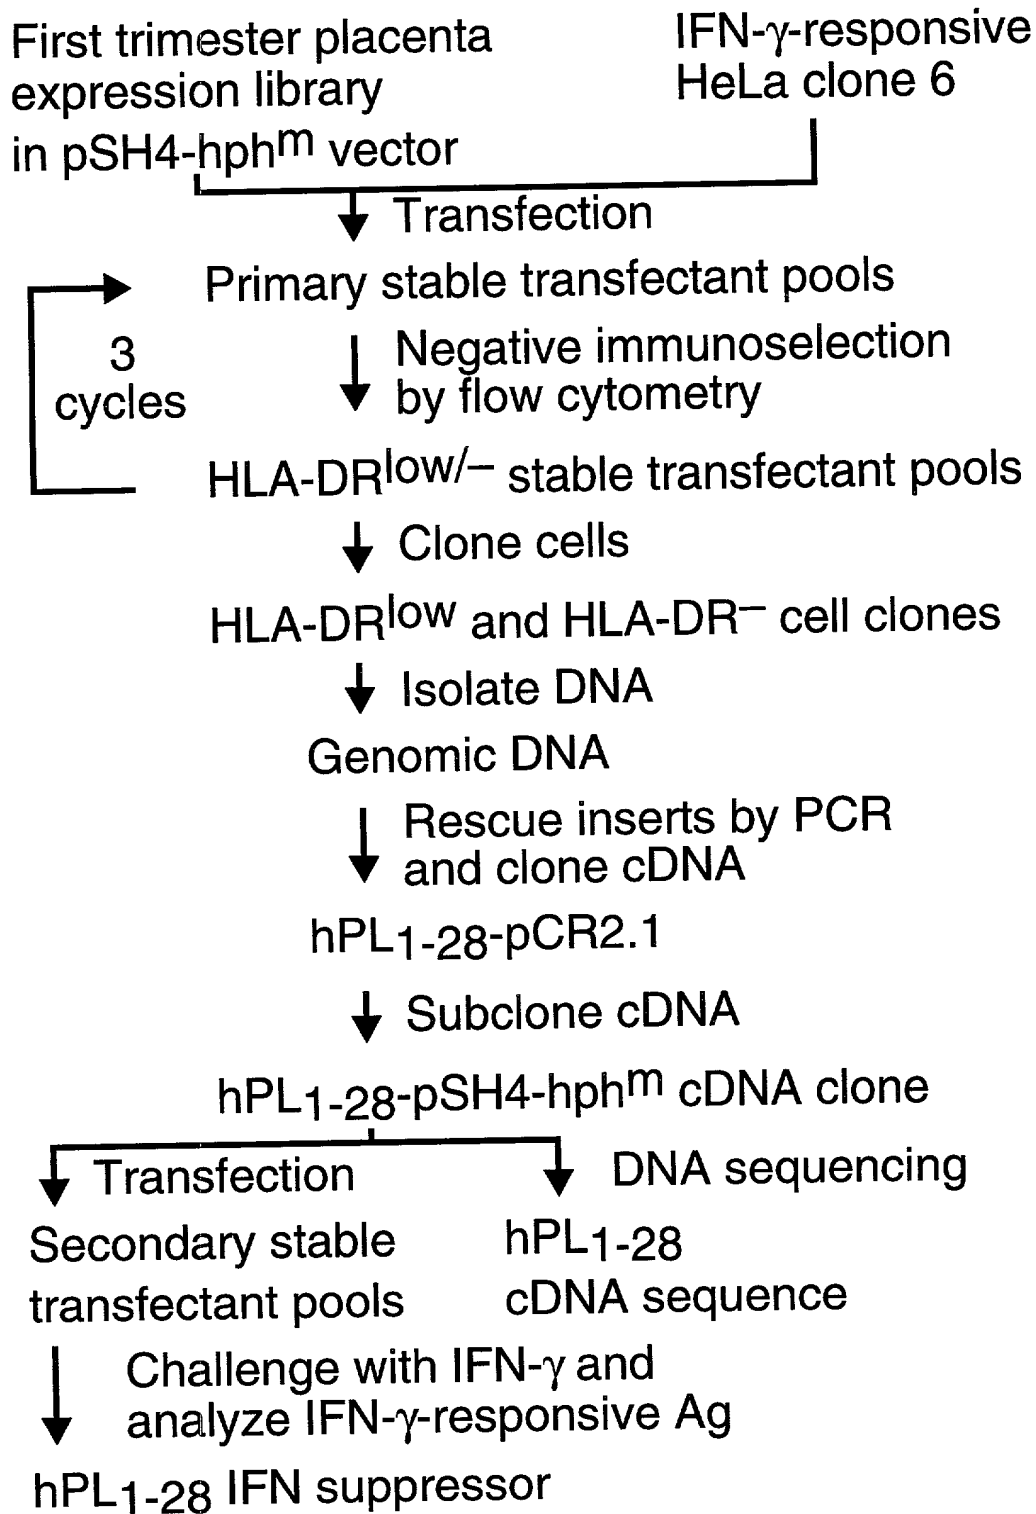 First trimester placenta
expression library
in pSH4-hphᵐ vector
IFN-γ-responsive
HeLa clone 6
Transfection
Primary stable transfectant pools
3
cycles
Negative immunoselection
by flow cytometry
HLA-DRlow/– stable transfectant pools
Clone cells
HLA-DRlow and HLA-DR– cell clones
Isolate DNA
Genomic DNA
Rescue inserts by PCR
and clone cDNA
hPL1-28-pCR2.1
Subclone cDNA
hPL1-28-pSH4-hphᵐ cDNA clone
Transfection
DNA sequencing
Secondary stable
transfectant pools
hPL1-28
cDNA sequence
Challenge with IFN-γ and
analyze IFN-γ-responsive Ag
hPL1-28 IFN suppressor